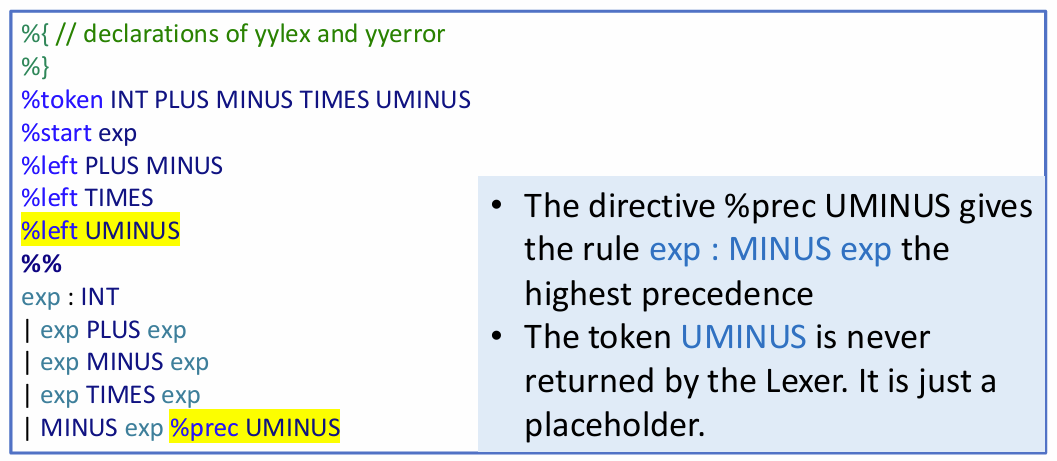 %{ // declarations of yylex and yyerror
%}
%token INT PLUS MINUS TIMES UMINUS
%start exp
%left PLUS MINUS
%left TIMES
%left UMINUS
%%
exp : INT
| exp PLUS exp
| exp MINUS exp
| exp TIMES exp
| MINUS exp %prec UMINUS
• The directive %prec UMINUS gives
the rule exp : MINUS exp the
highest precedence
• The token UMINUS is never
returned by the Lexer. It is just a
placeholder.